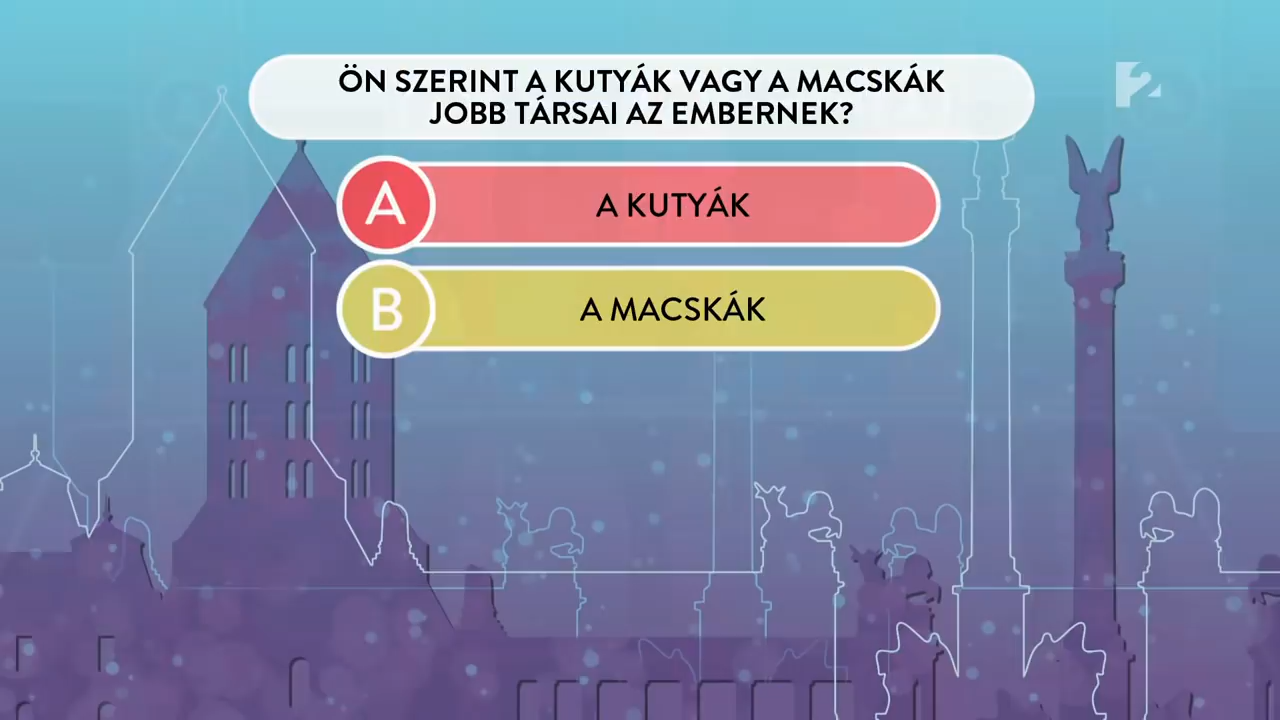 ÖN SZERINT A KUTYÁK VAGY A MACSKÁK
JOBB TÁRSAI AZ EMBERNEK?
A A KUTYÁK
B A MACSKÁK
2